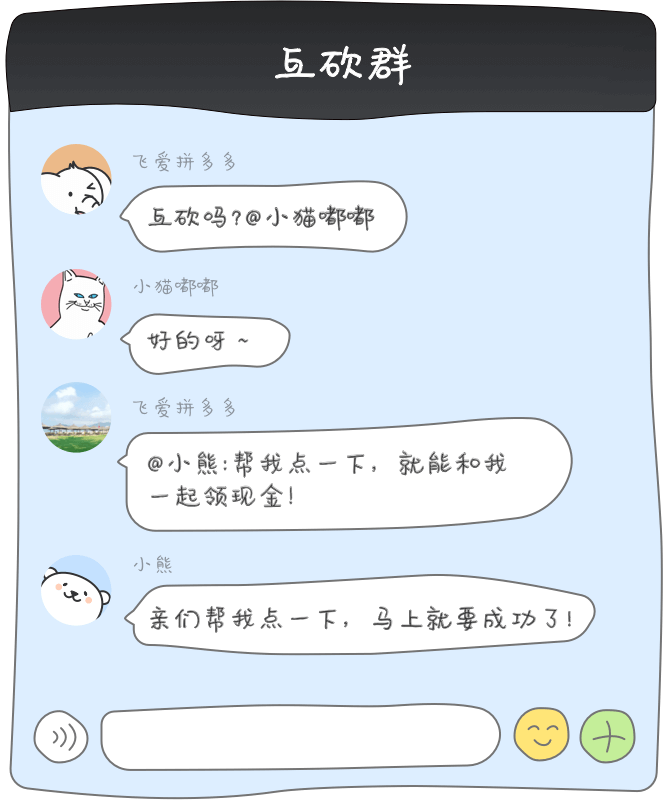 互砍群
飞爱拼多多
互砍吗?@小猫嘟嘟
小猫嘟嘟
好的呀~
飞爱拼多多
@小熊:帮我点一下，就能和我
一起领现金!
小熊
亲们帮我点一下，马上就要成功了!